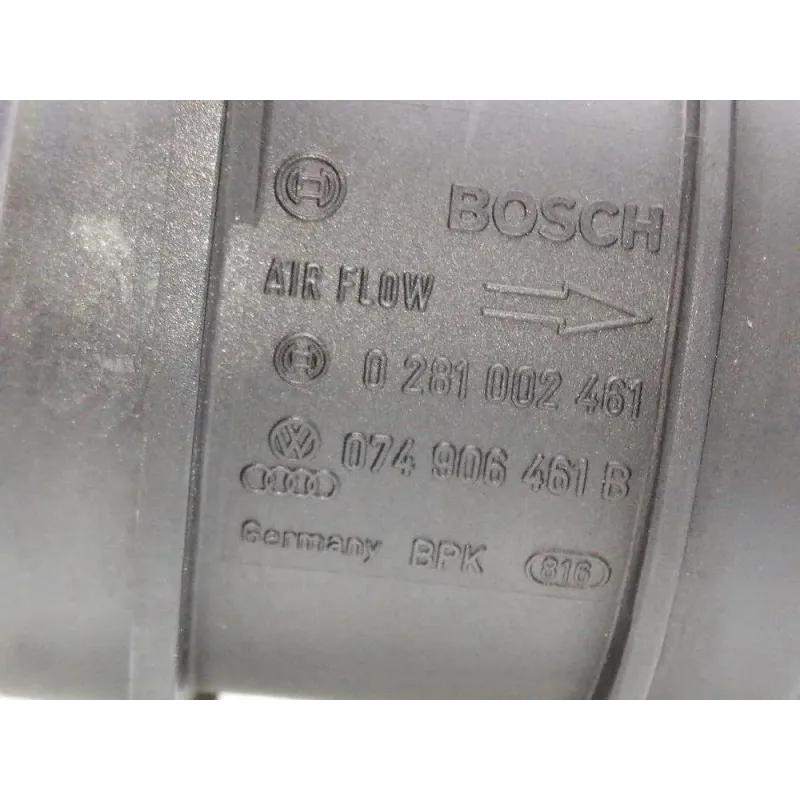 BOSCH
AIR FLOW
0 281 002 461
074 906 461 B
Germany BPK 816